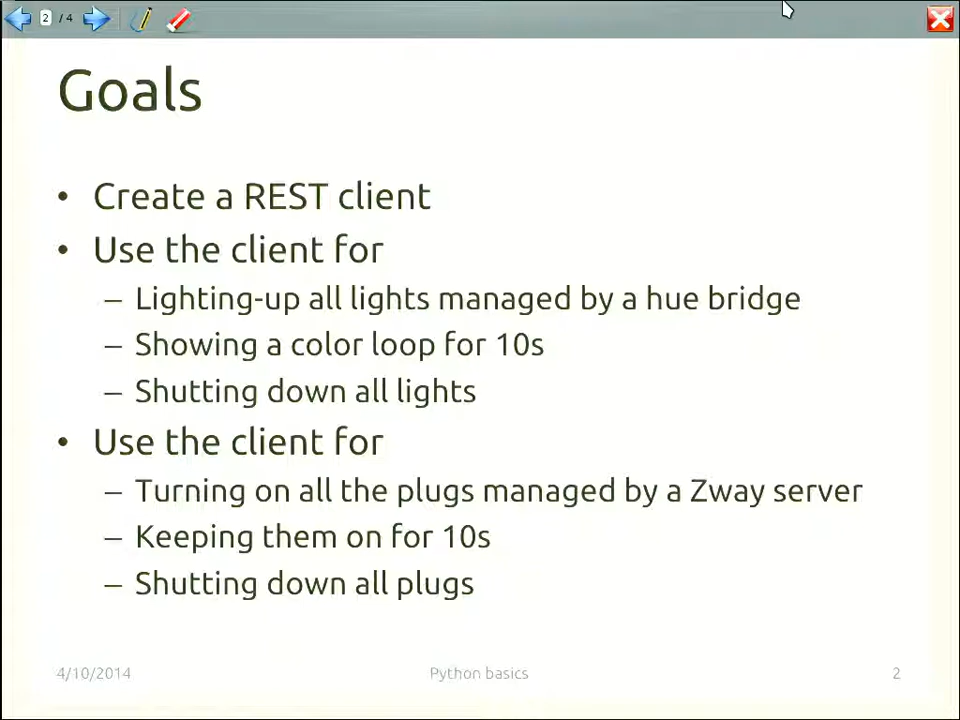 2 / 4
Goals
• Create a REST client
• Use the client for
– Lighting-up all lights managed by a hue bridge
– Showing a color loop for 10s
– Shutting down all lights
• Use the client for
– Turning on all the plugs managed by a Zway server
– Keeping them on for 10s
– Shutting down all plugs
4/10/2014 Python basics 2